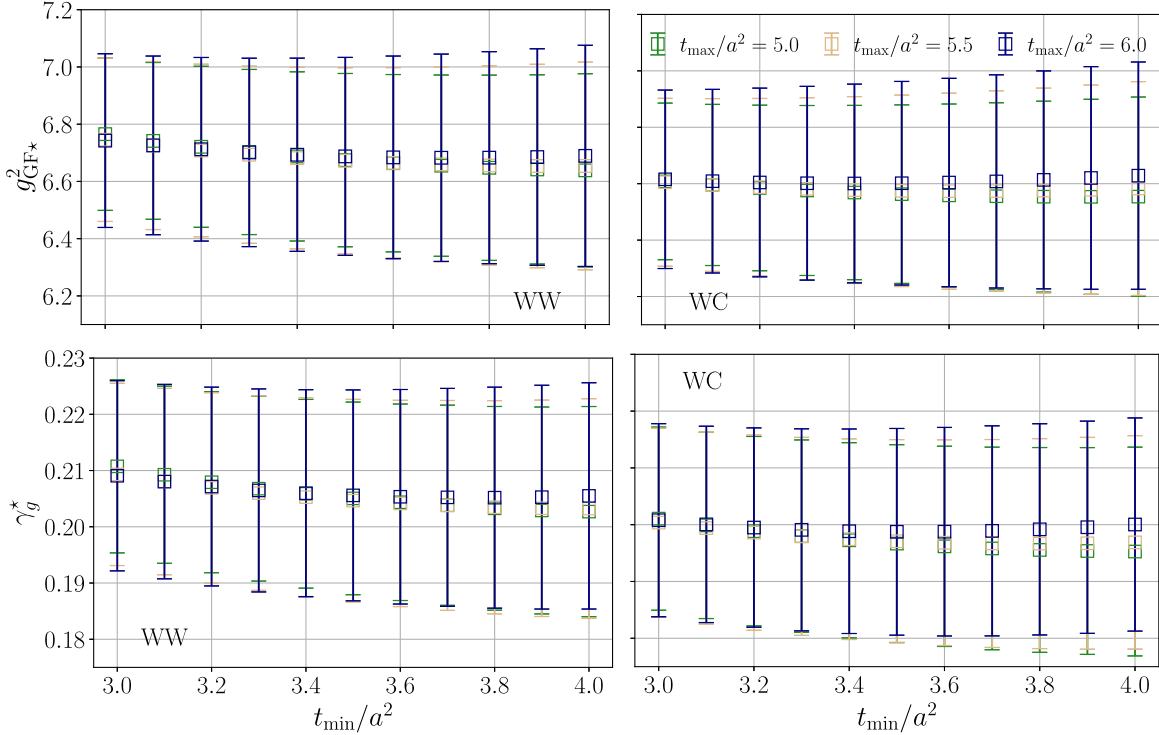 7.2
7.0
6.8
6.6
6.4
6.2
g²_GF⋆
WW
t_max/a² = 5.0 t_max/a² = 5.5 t_max/a² = 6.0
WC
0.23
0.22
0.21
0.20
0.19
0.18
γ_g^⋆
WW
3.0 3.2 3.4 3.6 3.8 4.0
t_min/a²
WC
3.0 3.2 3.4 3.6 3.8 4.0
t_min/a²